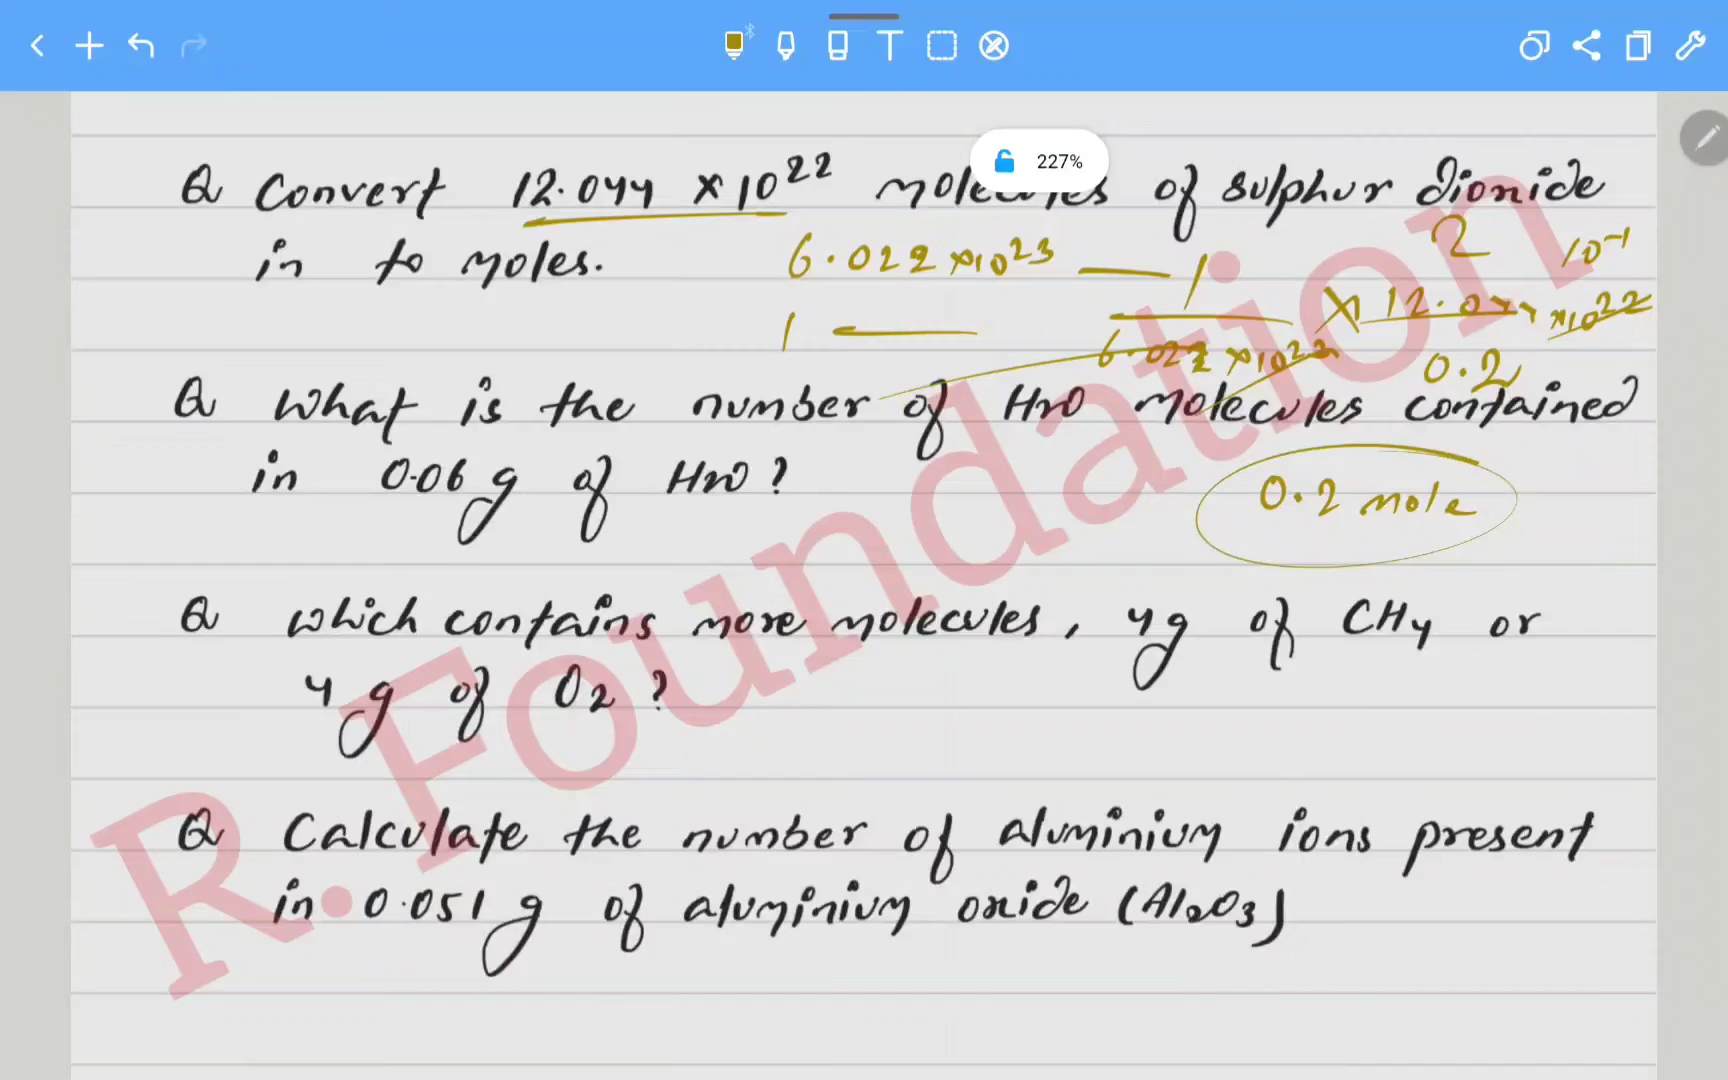 227%
Q Convert 12.044 ×10²² molecules of sulphur dioxide
in to moles.
6.022×10²³ — 1
2 10⁻¹
1 — 1/6.022×10²³ × 12.044×10²²
0.2
Q What is the number of H2O molecules contained
in 0.06g of H2O?
0.2 mole
Q which contains more molecules, 4g of CH4 or
4g of O2?
Q Calculate the number of aluminium ions present
in 0.051g of aluminium oxide (Al2O3)
R. Foundation